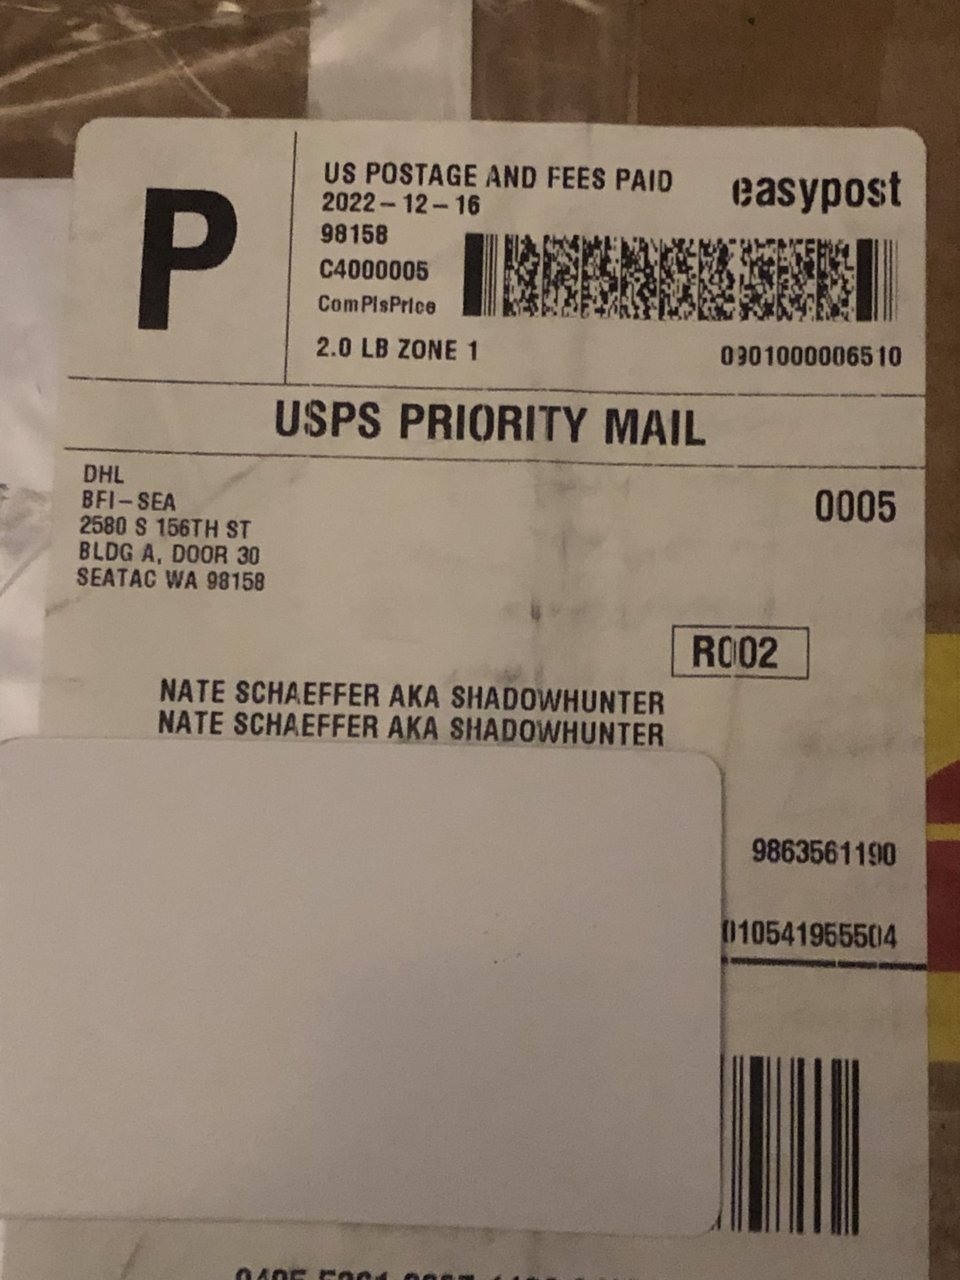 P
US POSTAGE AND FEES PAID
easypost
2022-12-16
98158
C4000005
ComPlsPrice
2.0 LB ZONE 1
0901000006510
USPS PRIORITY MAIL
DHL
BFI-SEA
2580 S 156TH ST
BLDG A, DOOR 30
SEATAC WA 98158
0005
R002
NATE SCHAEFFER AKA SHADOWHUNTER
NATE SCHAEFFER AKA SHADOWHUNTER
9863561190
010541955504